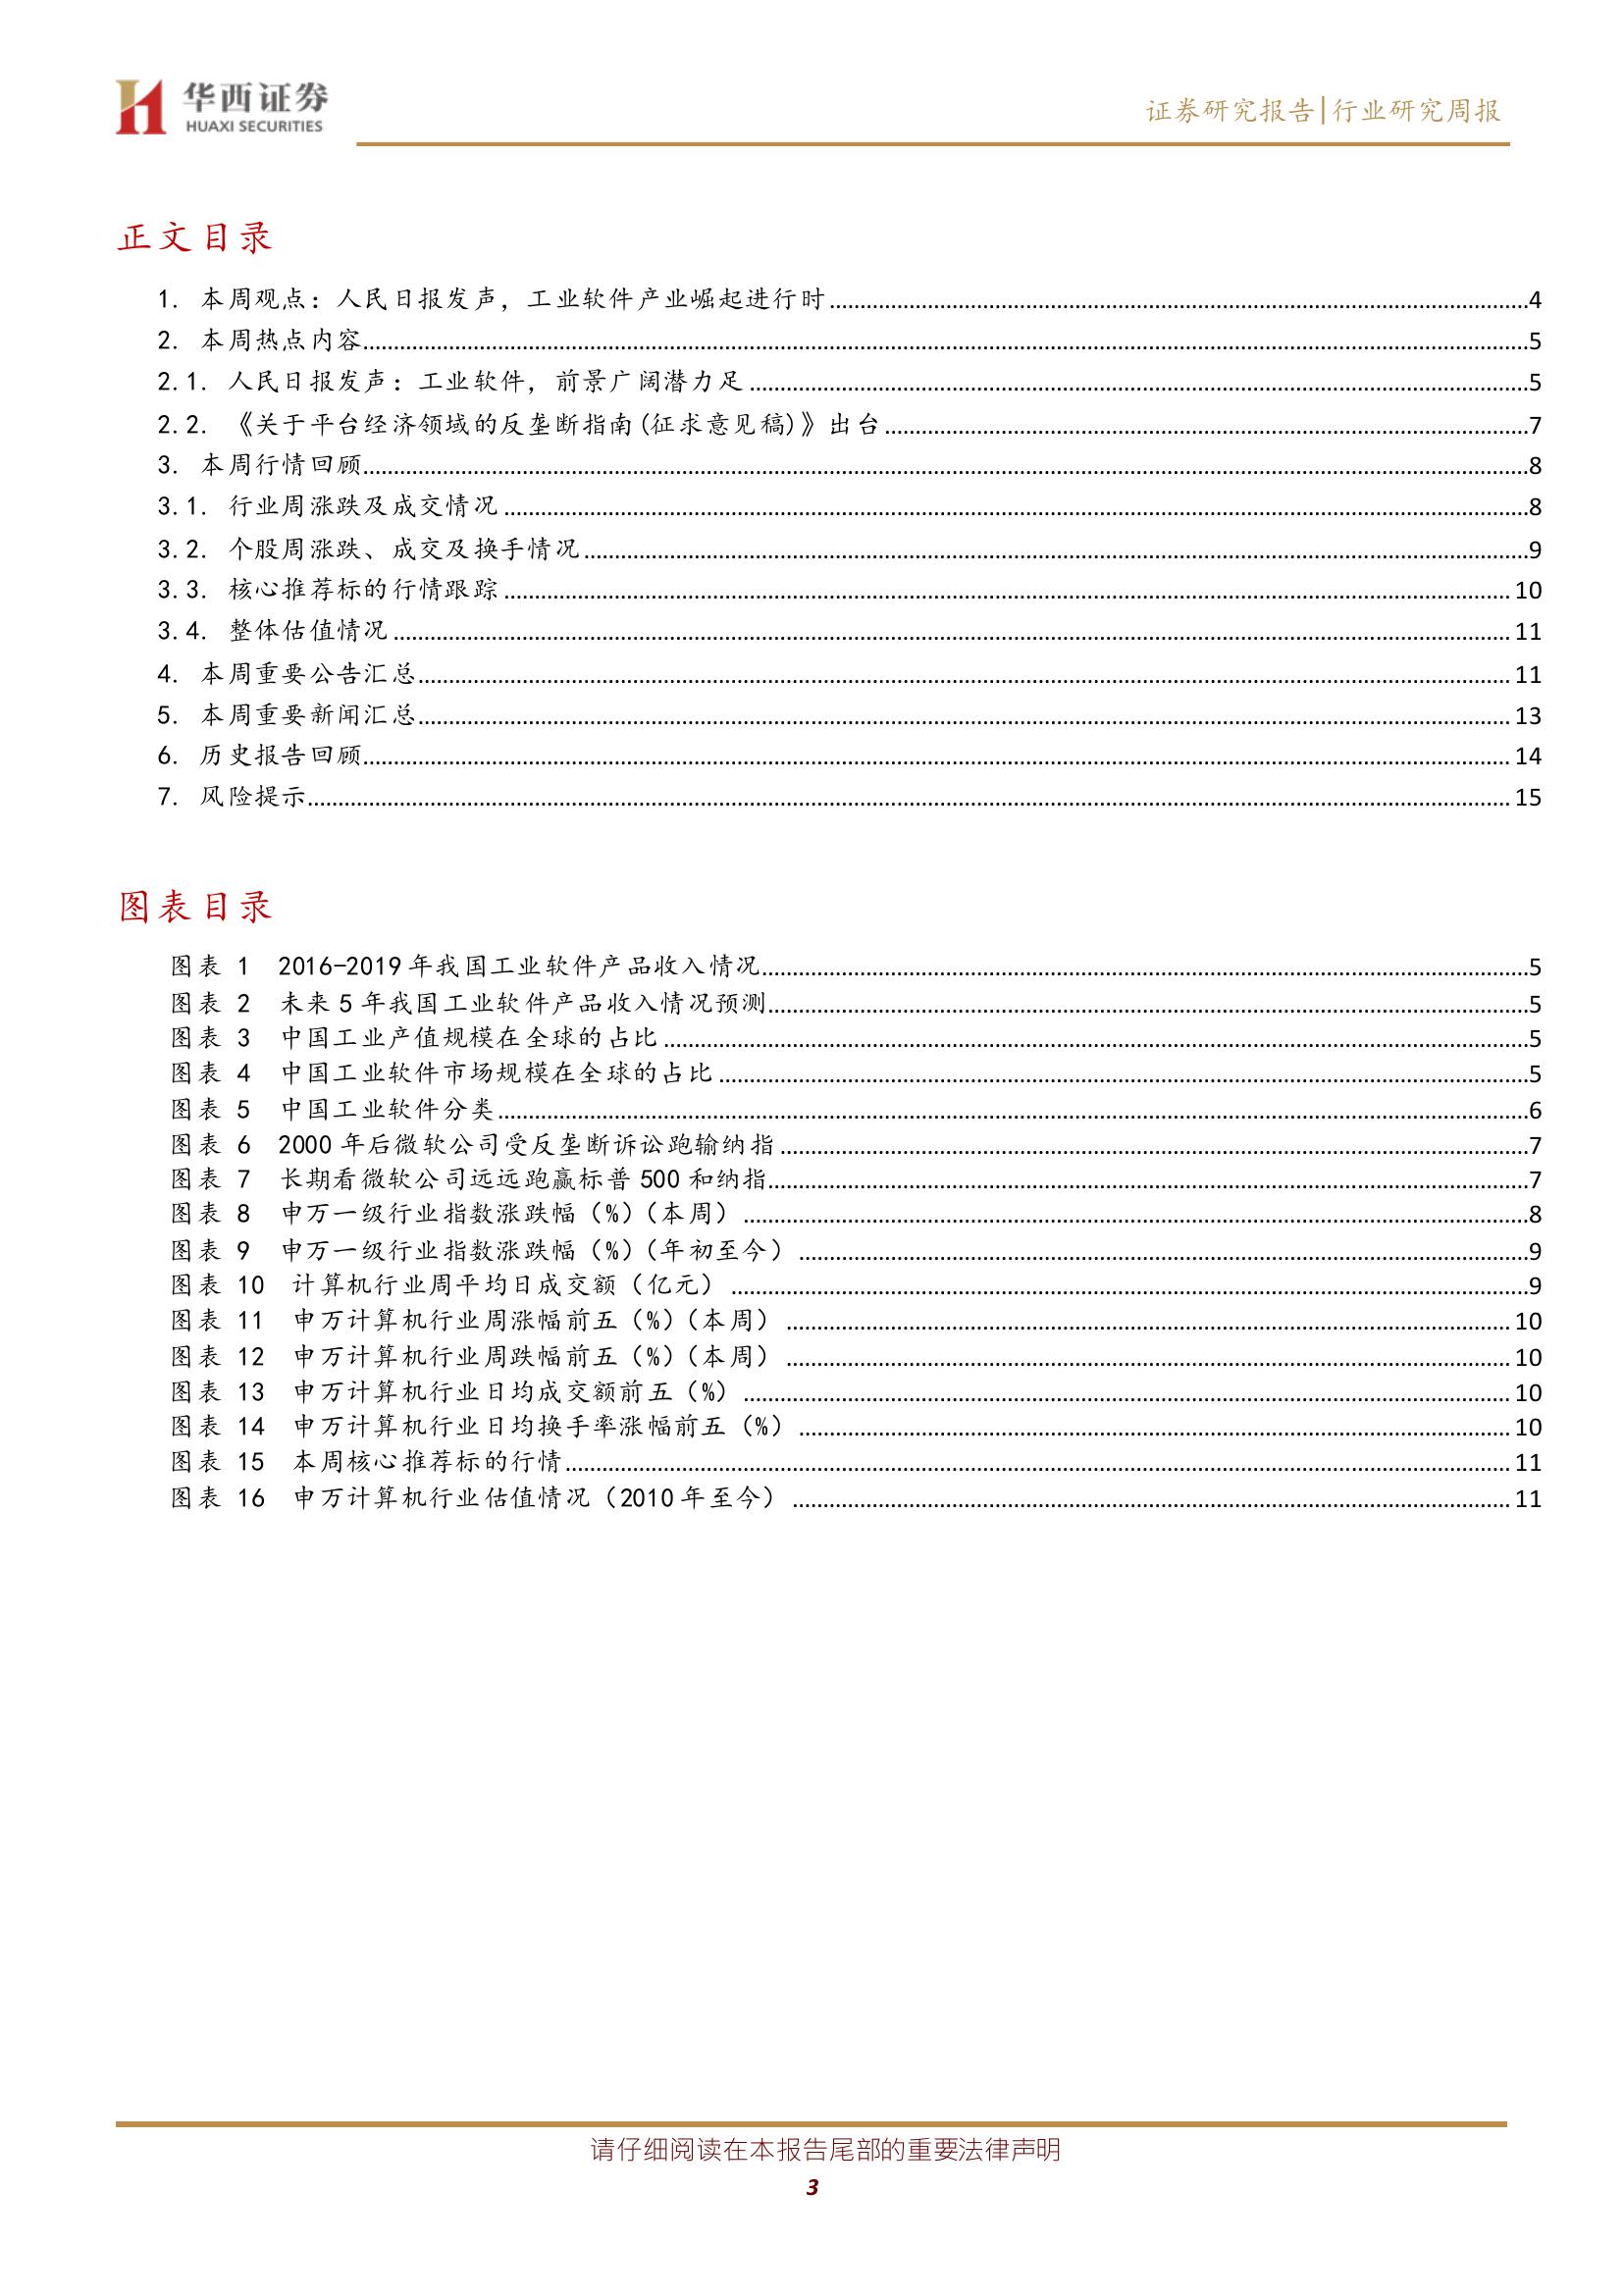 华西证券
HUAXI SECURITIES
证券研究报告|行业研究周报
正文目录
1. 本周观点：人民日报发声，工业软件产业崛起进行时4
2. 本周热点内容5
2.1. 人民日报发声：工业软件，前景广阔潜力足5
2.2. 《关于平台经济领域的反垄断指南(征求意见稿)》出台7
3. 本周行情回顾8
3.1. 行业周涨跌及成交情况8
3.2. 个股周涨跌、成交及换手情况9
3.3. 核心推荐标的行情跟踪10
3.4. 整体估值情况11
4. 本周重要公告汇总11
5. 本周重要新闻汇总13
6. 历史报告回顾14
7. 风险提示15
图表目录
图表 1 2016-2019年我国工业软件产品收入情况5
图表 2 未来 5 年我国工业软件产品收入情况预测5
图表 3 中国工业产值规模在全球的占比5
图表 4 中国工业软件市场规模在全球的占比5
图表 5 中国工业软件分类6
图表 6 2000 年后微软公司受反垄断诉讼跑输纳指7
图表 7 长期看微软公司远远跑赢标普 500 和纳指7
图表 8 申万一级行业指数涨跌幅（%）（本周）8
图表 9 申万一级行业指数涨跌幅（%）（年初至今）9
图表 10 计算机行业周平均日成交额（亿元）9
图表 11 申万计算机行业周涨幅前五（%）（本周）10
图表 12 申万计算机行业周跌幅前五（%）（本周）10
图表 13 申万计算机行业日均成交额前五（%）10
图表 14 申万计算机行业日均换手率涨幅前五（%）10
图表 15 本周核心推荐标的行情11
图表 16 申万计算机行业估值情况（2010 年至今）11
请仔细阅读在本报告尾部的重要法律声明
3